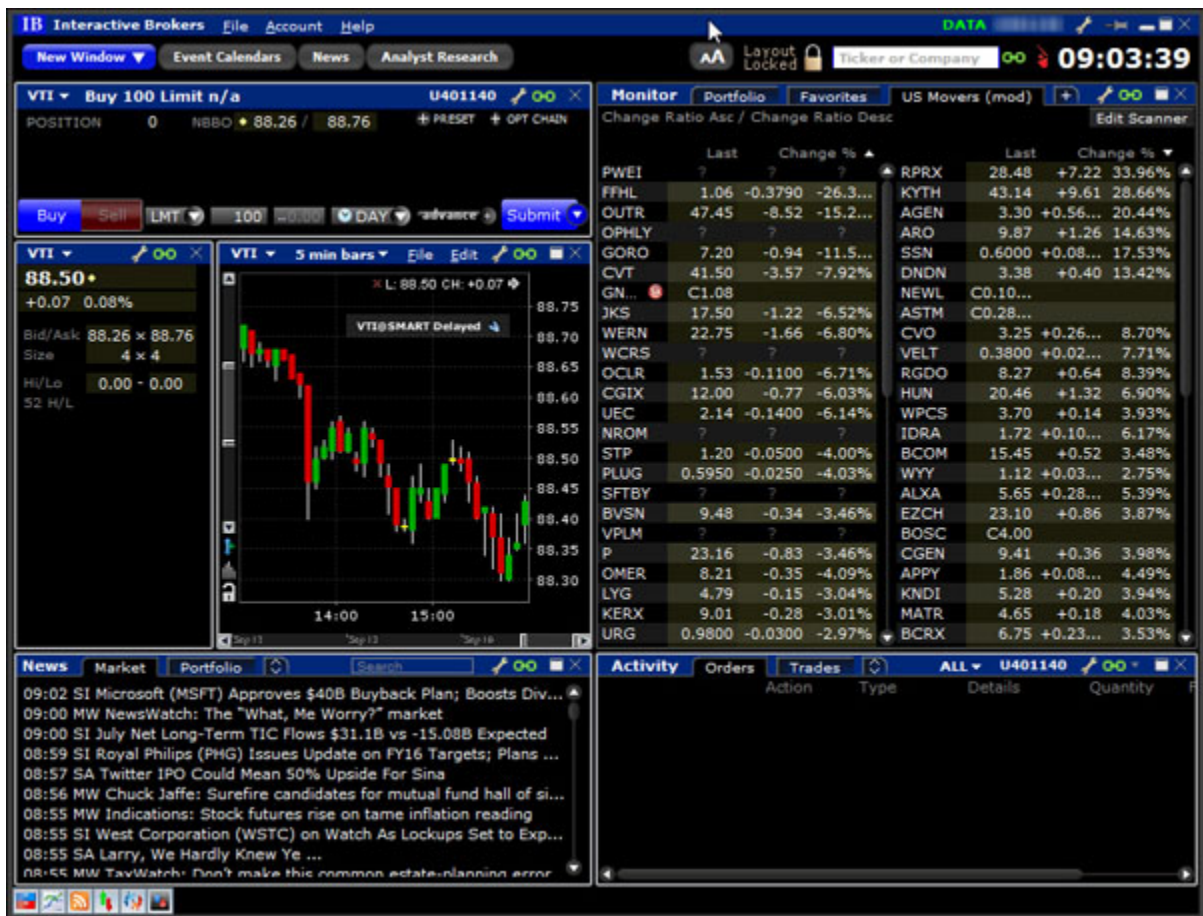 IB Interactive Brokers File Account Help DATA
New Window Event Calendars News Analyst Research AA Layout Locked Ticker or Company 09:03:39
VTI Buy 100 Limit n/a U401140
POSITION 0 NBBO 88.26 / 88.76 + PRESET + OPT CHAIN
Buy Sell LMT 100 DAY advance Submit
VTI
88.50
+0.07 0.08%
Bid/Ask 88.26 x 88.76
Size 4 x 4
Hi/Lo 0.00 - 0.00
52 H/L
VTI 5 min bars File Edit
L: 88.50 CH: +0.07
VTI@SMART Delayed
88.75
88.70
88.65
88.60
88.55
88.50
88.45
88.40
88.35
88.30
14:00 15:00
Monitor Portfolio Favorites US Movers (mod) +
Change Ratio Asc / Change Ratio Desc Edit Scanner
Last Change % Last Change %
PWEI ? ? ? RPRX 28.48 +7.22 33.96%
FFHL 1.06 -0.3790 -26.3... KYTH 43.14 +9.61 28.66%
OUTR 47.45 -8.52 -15.2... AGEN 3.30 +0.56... 20.44%
OPHLY ? ? ? ARO 9.87 +1.26 14.63%
GORO 7.20 -0.94 -11.5... SSN 0.6000 +0.08... 17.53%
CVT 41.50 -3.57 -7.92% DNDN 3.38 +0.40 13.42%
GN... C1.08 NEWL C0.10...
JKS 17.50 -1.22 -6.52% ASTM C0.28...
WERN 22.75 -1.66 -6.80% CVO 3.25 +0.26... 8.70%
WCRS ? ? ? VELT 0.3800 +0.02... 7.71%
OCLR 1.53 -0.1100 -6.71% RGDO 8.27 +0.64 8.39%
CGIX 12.00 -0.77 -6.03% HUN 20.46 +1.32 6.90%
UEC 2.14 -0.1400 -6.14% WPCS 3.70 +0.14 3.93%
NROM ? ? ? IDRA 1.72 +0.10... 6.17%
STP 1.20 -0.0500 -4.00% BCOM 15.45 +0.52 3.48%
PLUG 0.5950 -0.0250 -4.03% WYY 1.12 +0.03... 2.75%
SFTBY ? ? ? ALXA 5.65 +0.28... 5.39%
BVSN 9.48 -0.34 -3.46% EZCH 23.10 +0.86 3.87%
VPLM ? ? ? BOSC C4.00
P 23.16 -0.83 -3.46% CGEN 9.41 +0.36 3.98%
OMER 8.21 -0.35 -4.09% APPY 1.86 +0.08... 4.49%
LYG 4.79 -0.15 -3.04% KNDI 5.28 +0.20 3.94%
KERX 9.01 -0.28 -3.01% MATR 4.65 +0.18 4.03%
URG 0.9800 -0.0300 -2.97% BCRX 6.75 +0.23... 3.53%
News Market Portfolio Search
09:02 SI Microsoft (MSFT) Approves $40B Buyback Plan; Boosts Div...
09:00 MW NewsWatch: The "What, Me Worry?" market
09:00 SI July Net Long-Term TIC Flows $31.1B vs -15.08B Expected
08:59 SI Royal Philips (PHG) Issues Update on FY16 Targets; Plans ...
08:57 SA Twitter IPO Could Mean 50% Upside For Sina
08:56 MW Chuck Jaffe: Surefire candidates for mutual fund hall of si...
08:55 MW Indications: Stock futures rise on tame inflation reading
08:55 SI West Corporation (WSTC) on Watch As Lockups Set to Exp...
08:55 SA Larry, We Hardly Knew Ye ...
08:55 MW TaxWatch: Don't make this common estate-planning error
Activity Orders Trades ALL U401140
Action Type Details Quantity F